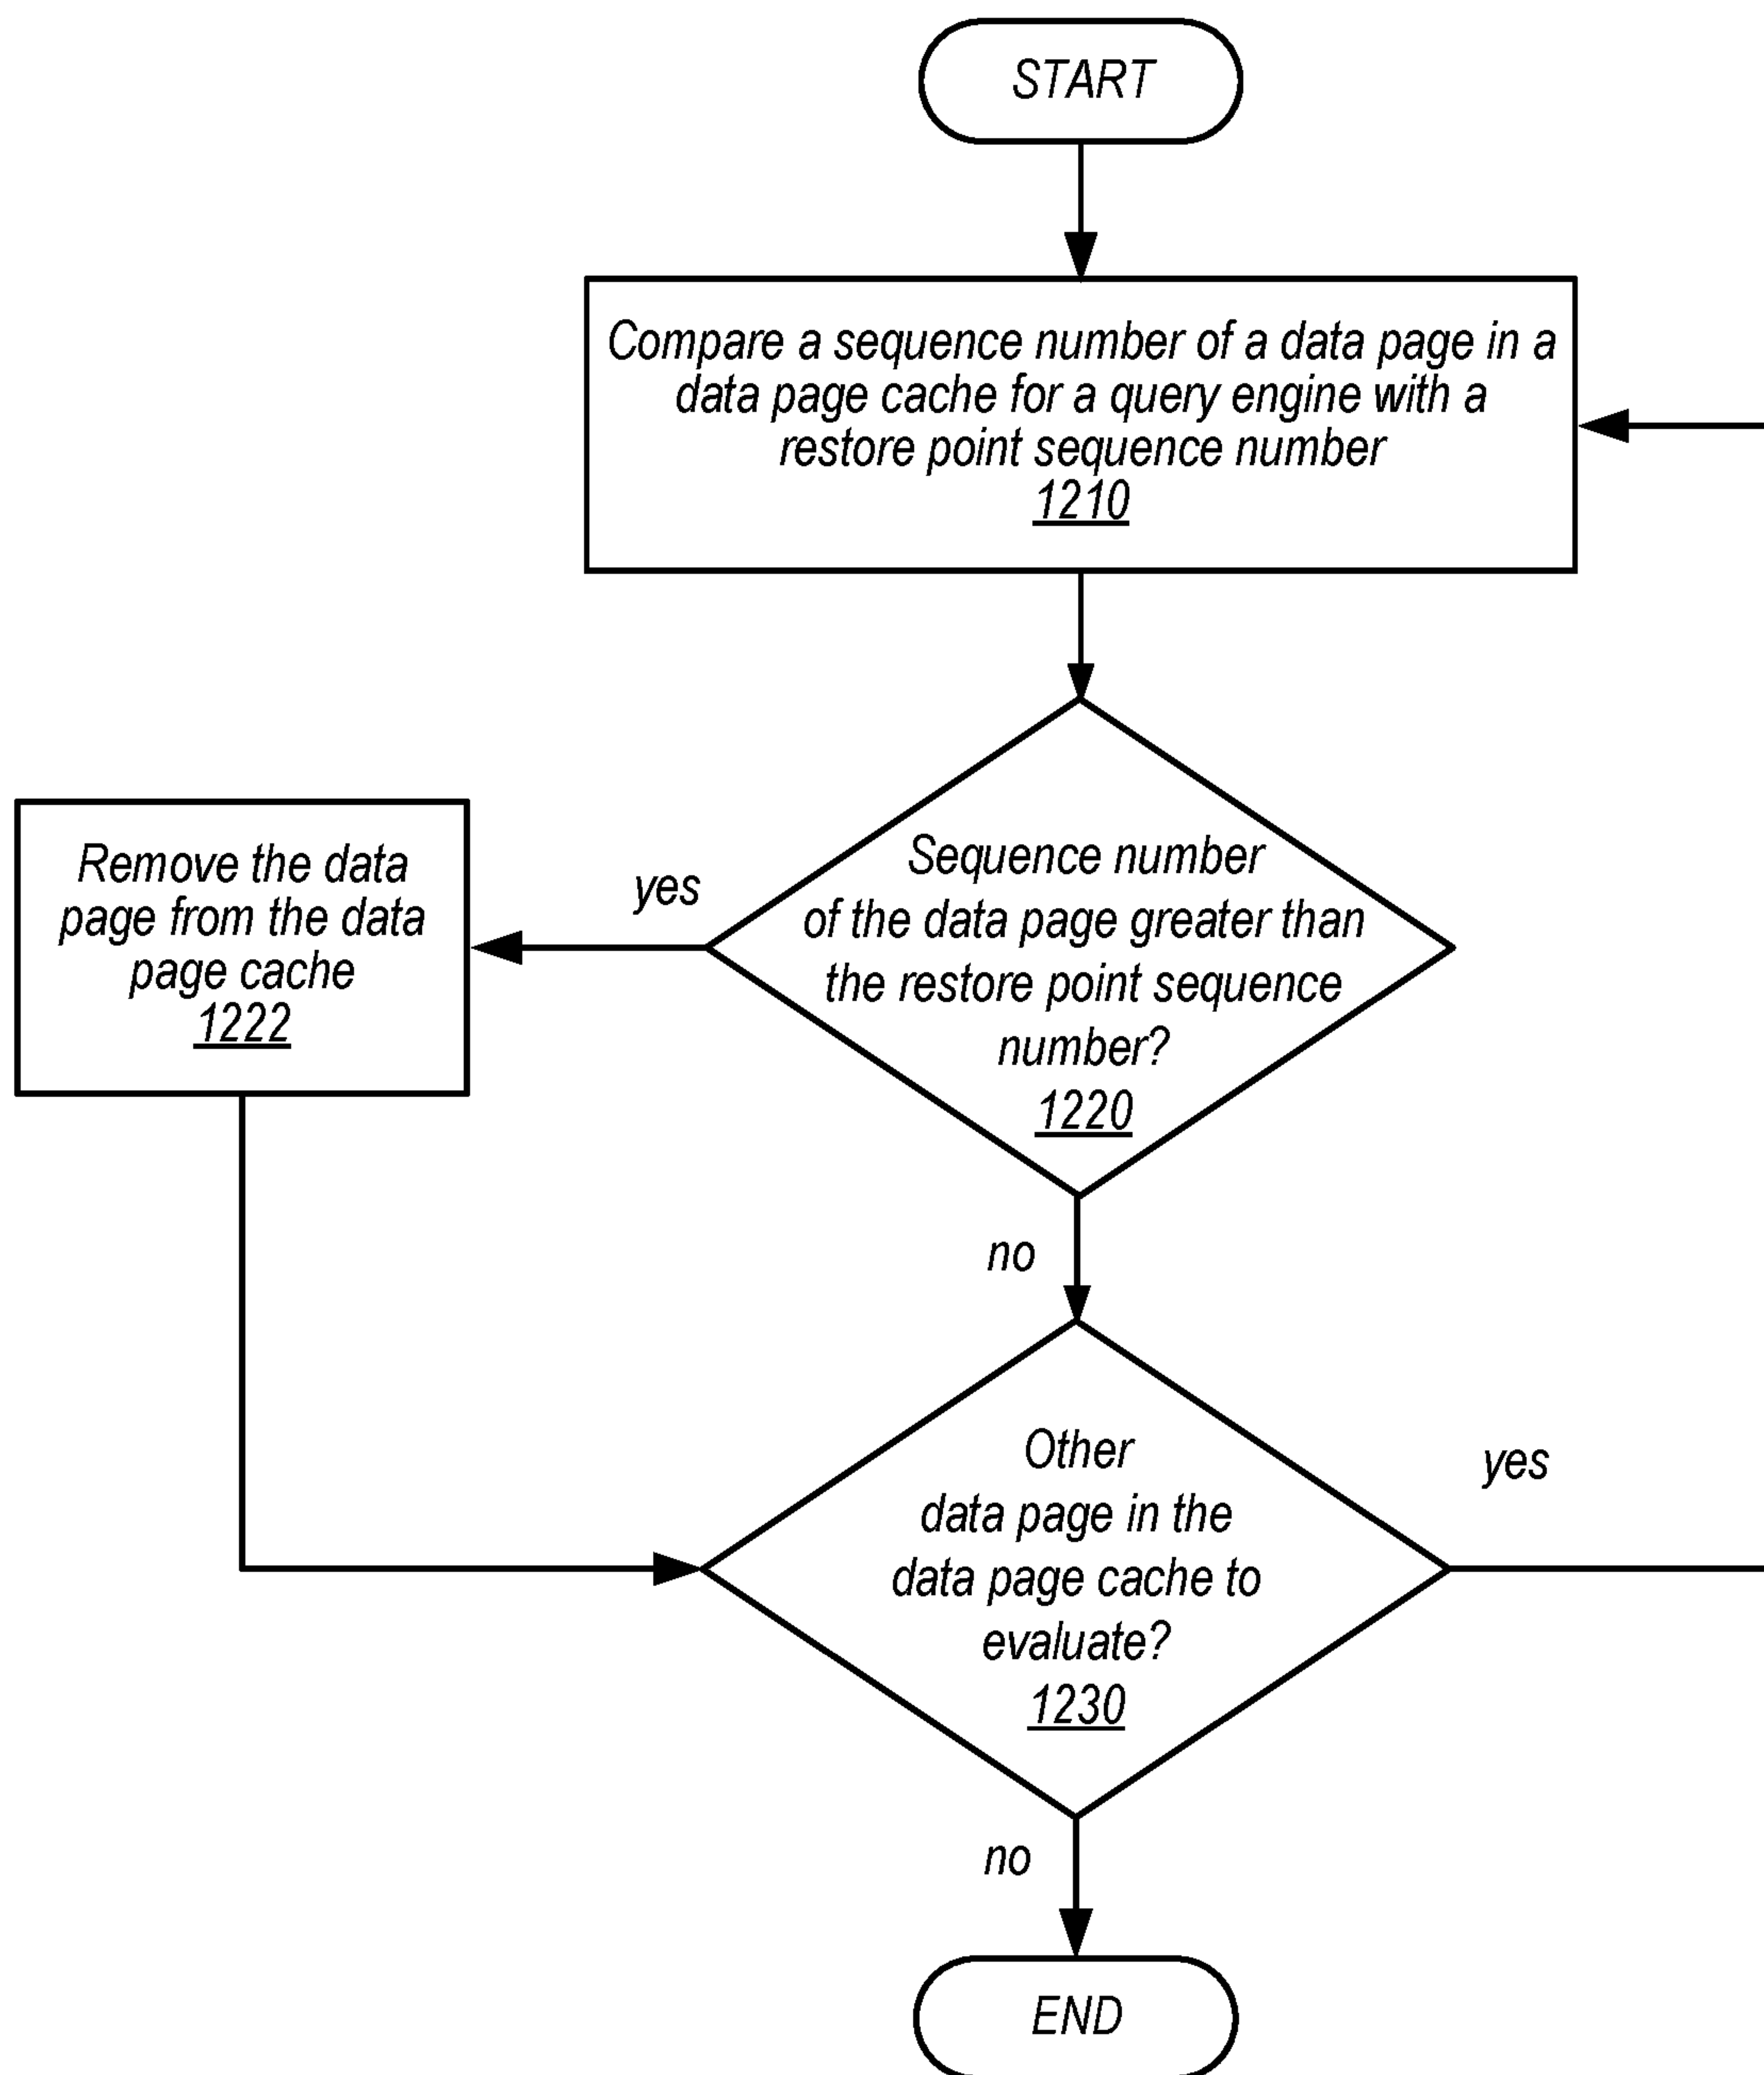 START
Compare a sequence number of a data page in a
data page cache for a query engine with a
restore point sequence number
1210
Sequence number
of the data page greater than
the restore point sequence
number?
1220
yes
Remove the data
page from the data
page cache
1222
no
Other
data page in the
data page cache to
evaluate?
1230
yes
no
END